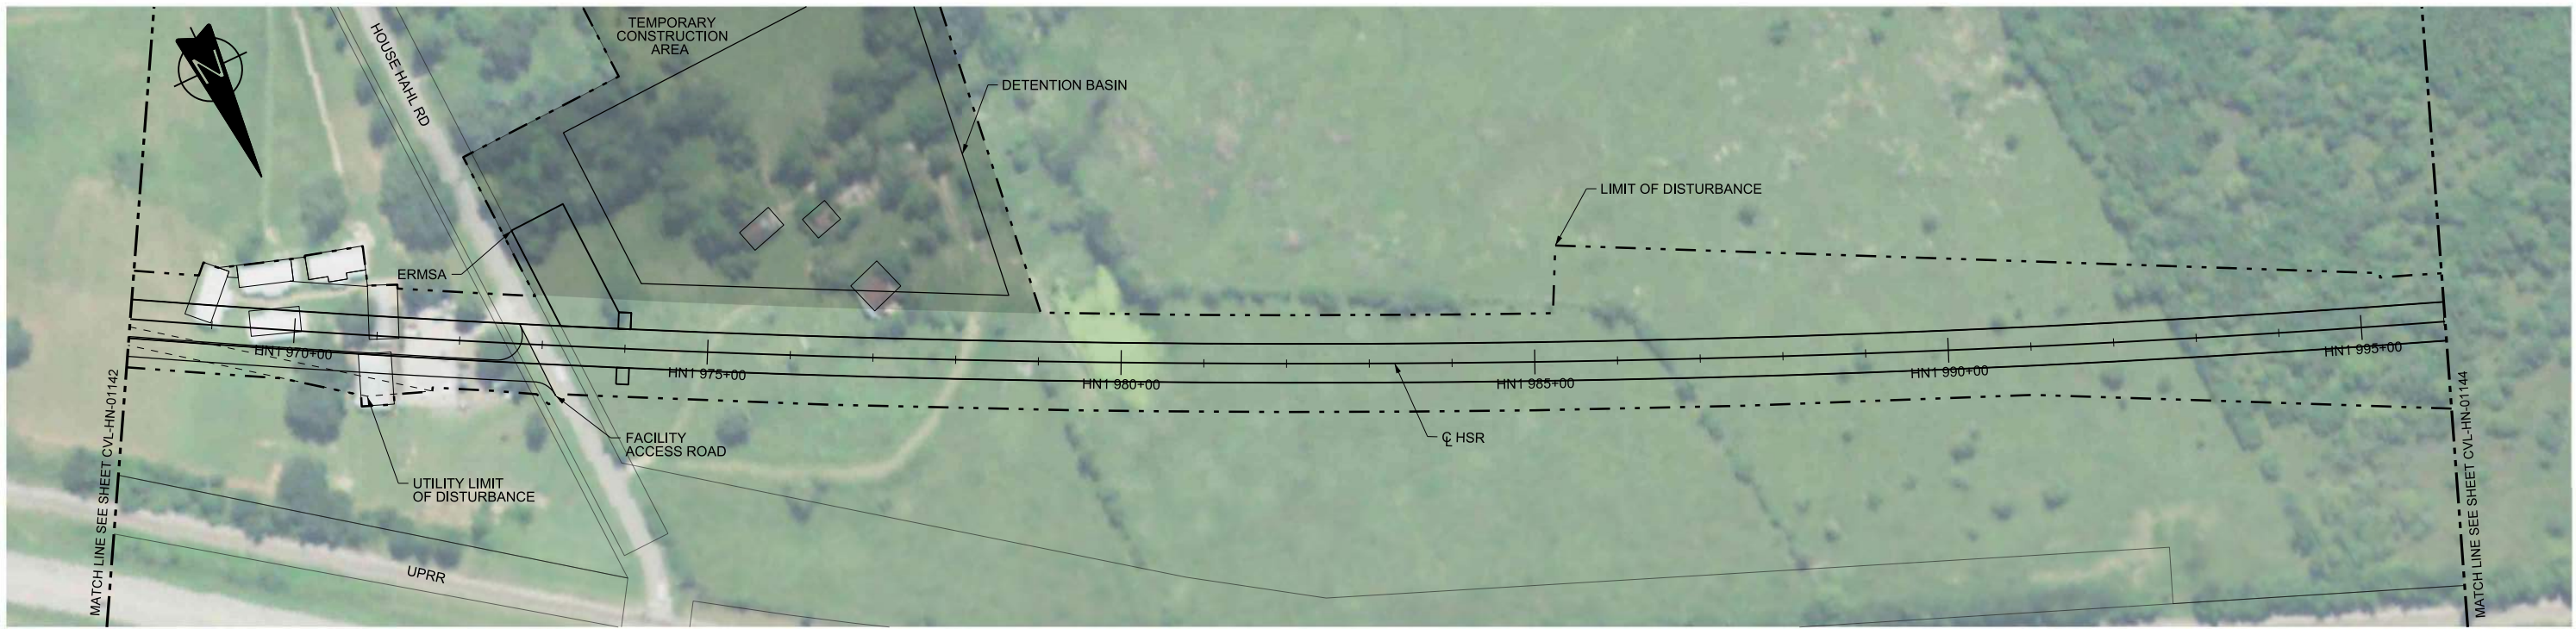 TEMPORARY
CONSTRUCTION
AREA
HOUSE HAHL RD
N
DETENTION BASIN
LIMIT OF DISTURBANCE
ERMSA
HN1 970+00
HN1 975+00
HN1 980+00
HN1 985+00
HN1 990+00
HN1 995+00
FACILITY
ACCESS ROAD
℄ HSR
UTILITY LIMIT
OF DISTURBANCE
UPRR
MATCH LINE SEE SHEET CVL-HN-01142
MATCH LINE SEE SHEET CVL-HN-01144